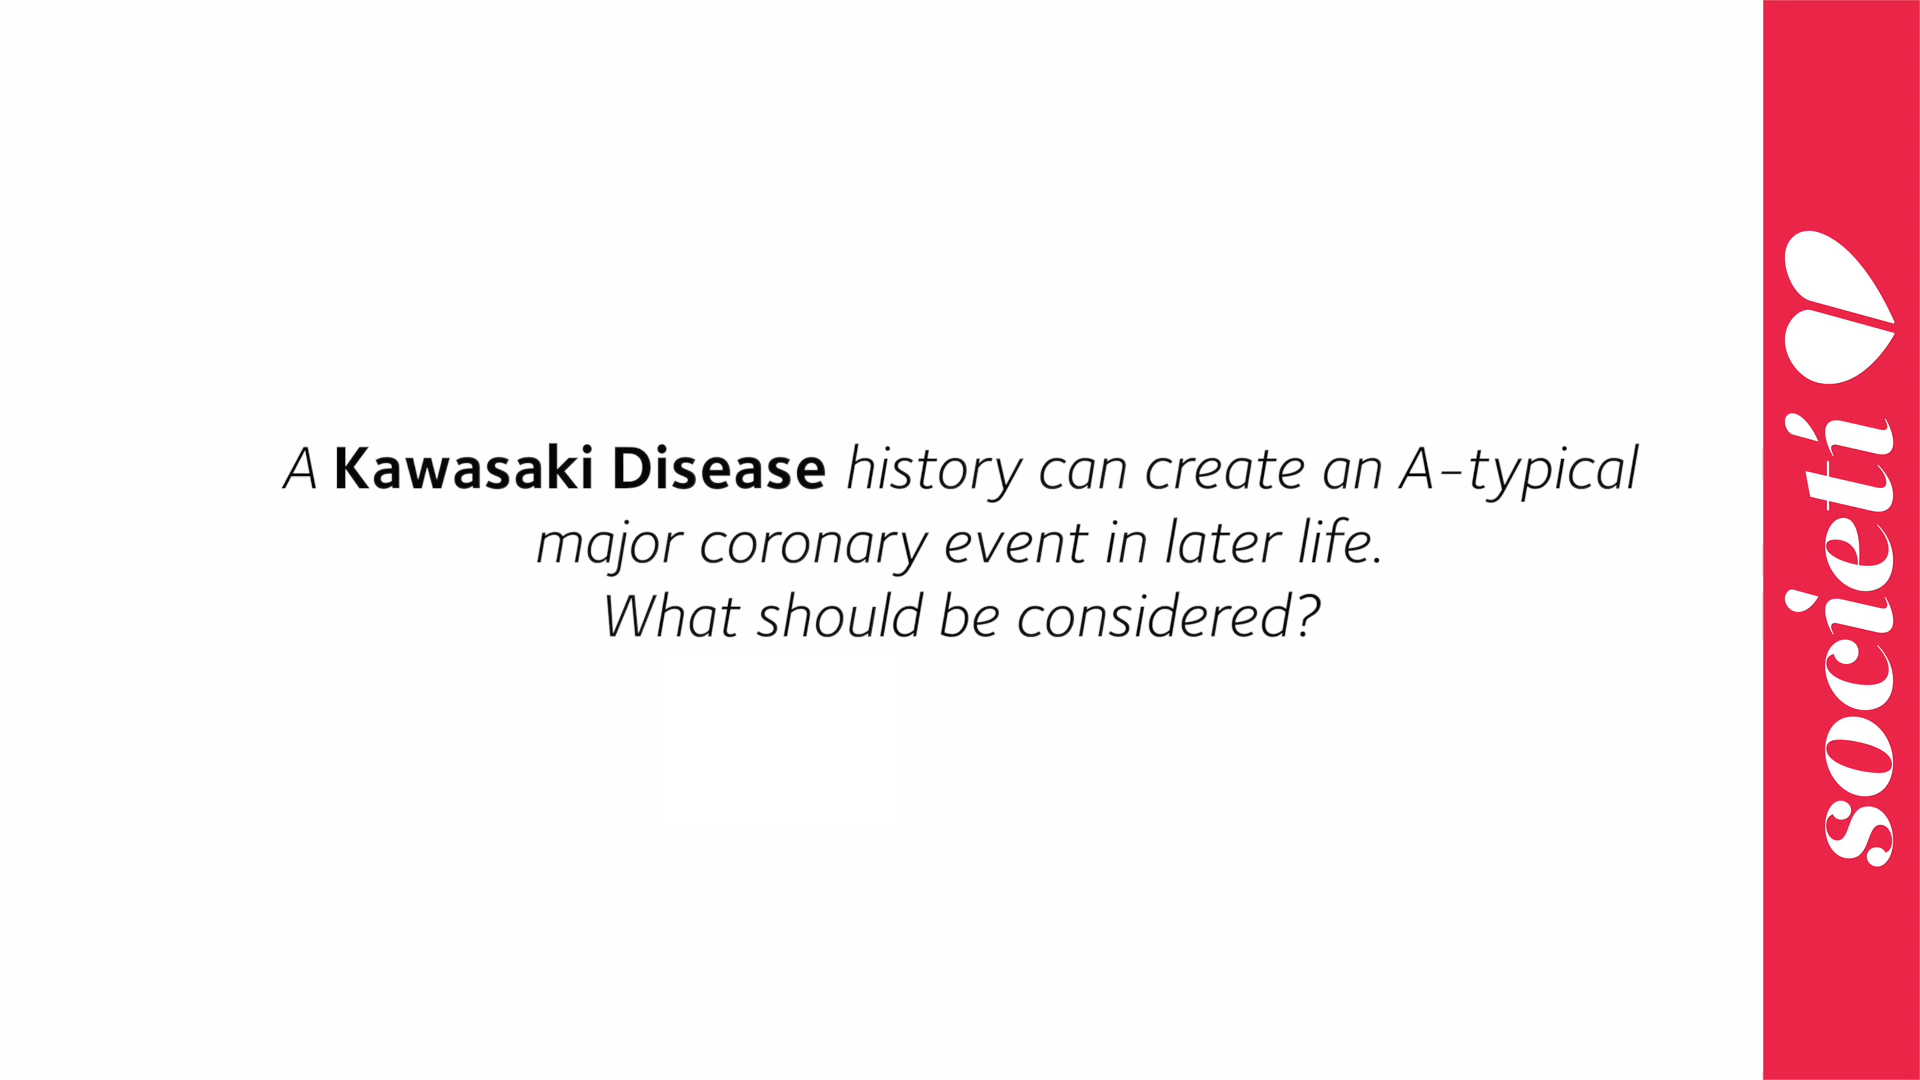 A Kawasaki Disease history can create an A-typical
major coronary event in later life.
What should be considered?
societi